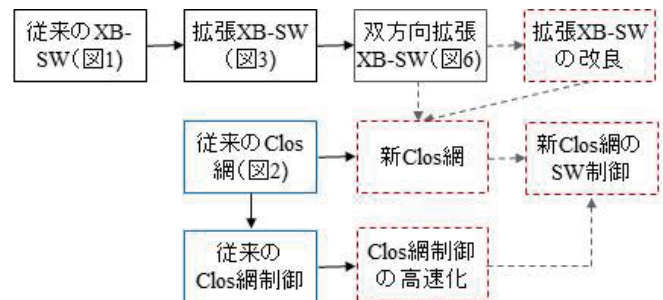 従来のXB-
SW(図1)
拡張XB-SW
(図3)
双方向拡張
XB-SW(図6)
拡張XB-SW
の改良
従来のClos
網(図2)
新Clos網
新Clos網の
SW制御
従来の
Clos網制御
Clos網制御
の高速化